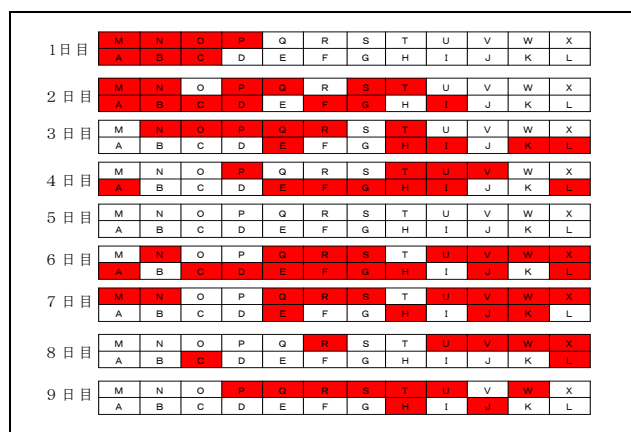 1日目
M N O P Q R S T U V W X
A B C D E F G H I J K L
2日目
M N O P Q R S T U V W X
A B C D E F G H I J K L
3日目
M N O P Q R S T U V W X
A B C D E F G H I J K L
4日目
M N O P Q R S T U V W X
A B C D E F G H I J K L
5日目
M N O P Q R S T U V W X
A B C D E F G H I J K L
6日目
M N O P Q R S T U V W X
A B C D E F G H I J K L
7日目
M N O P Q R S T U V W X
A B C D E F G H I J K L
8日目
M N O P Q R S T U V W X
A B C D E F G H I J K L
9日目
M N O P Q R S T U V W X
A B C D E F G H I J K L